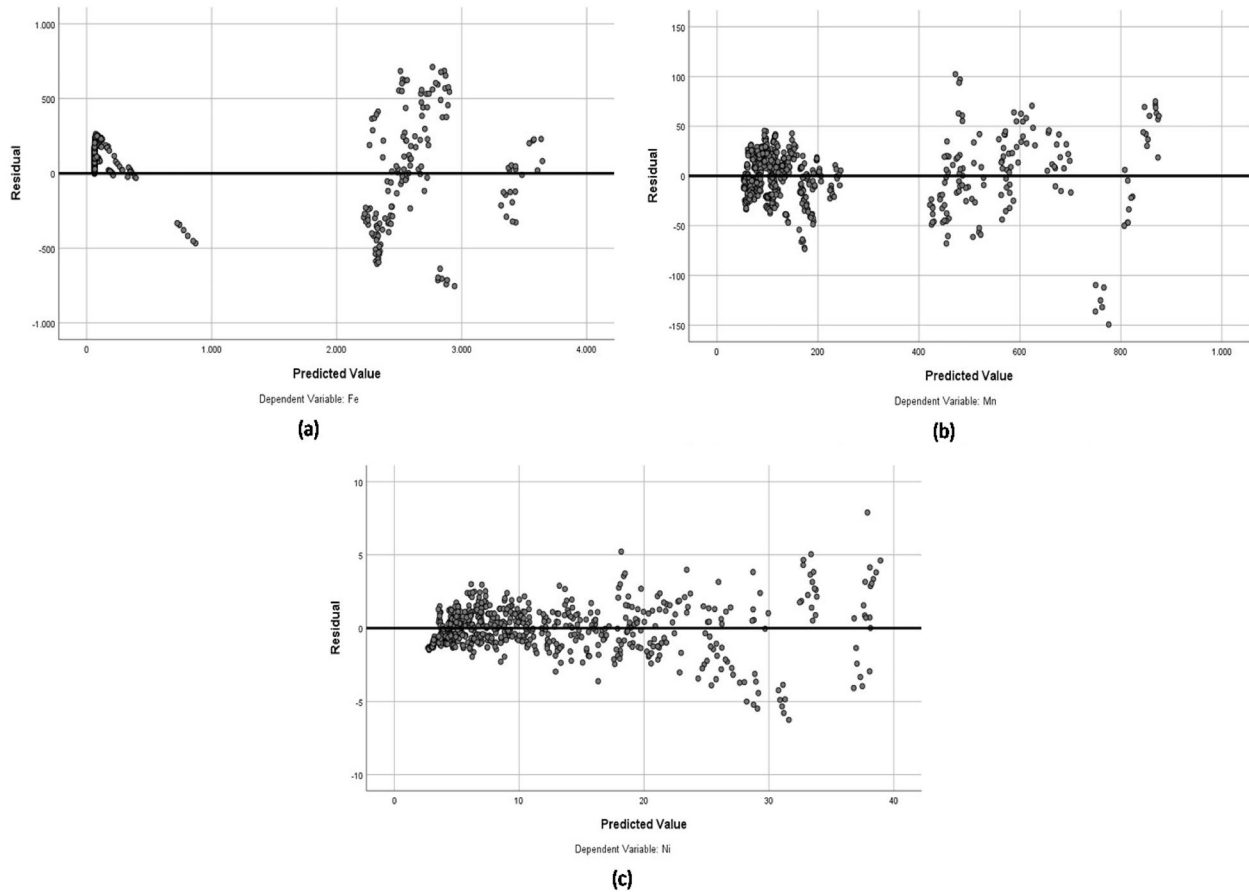 1.000
500
0
-500
-1.000
Residual
0
1.000
2.000
3.000
4.000
Predicted Value
Dependent Variable: Fe
(a)
150
100
50
0
-50
-100
-150
Residual
0
200
400
600
800
1.000
Predicted Value
Dependent Variable: Mn
(b)
10
5
0
-5
-10
Residual
0
10
20
30
40
Predicted Value
Dependent Variable: Ni
(c)